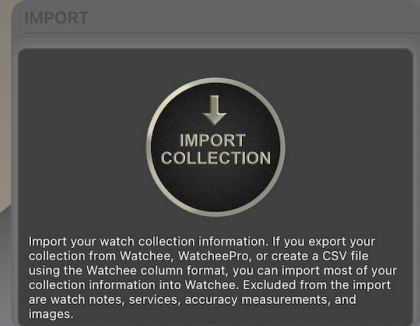 IMPORT
IMPORT
COLLECTION
Import your watch collection information. If you export your
collection from Watchee, WatcheePro, or create a CSV file
using the Watchee column format, you can import most of your
collection information into Watchee. Excluded from the import
are watch notes, services, accuracy measurements, and
images.